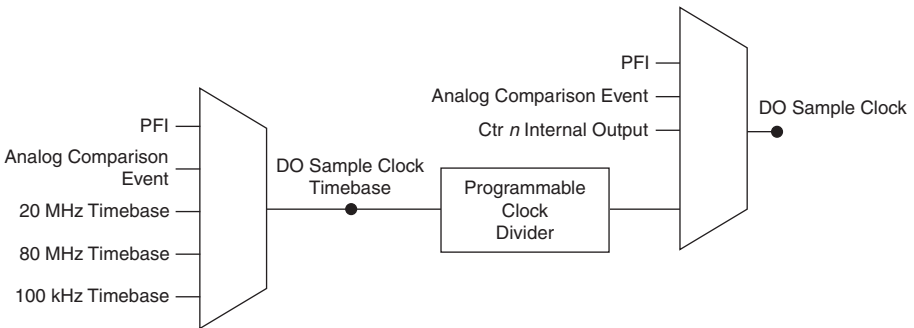 PFI
Analog Comparison
Event
20 MHz Timebase
80 MHz Timebase
100 kHz Timebase
DO Sample Clock
Timebase
Programmable
Clock
Divider
PFI
Analog Comparison Event
Ctr n Internal Output
DO Sample Clock